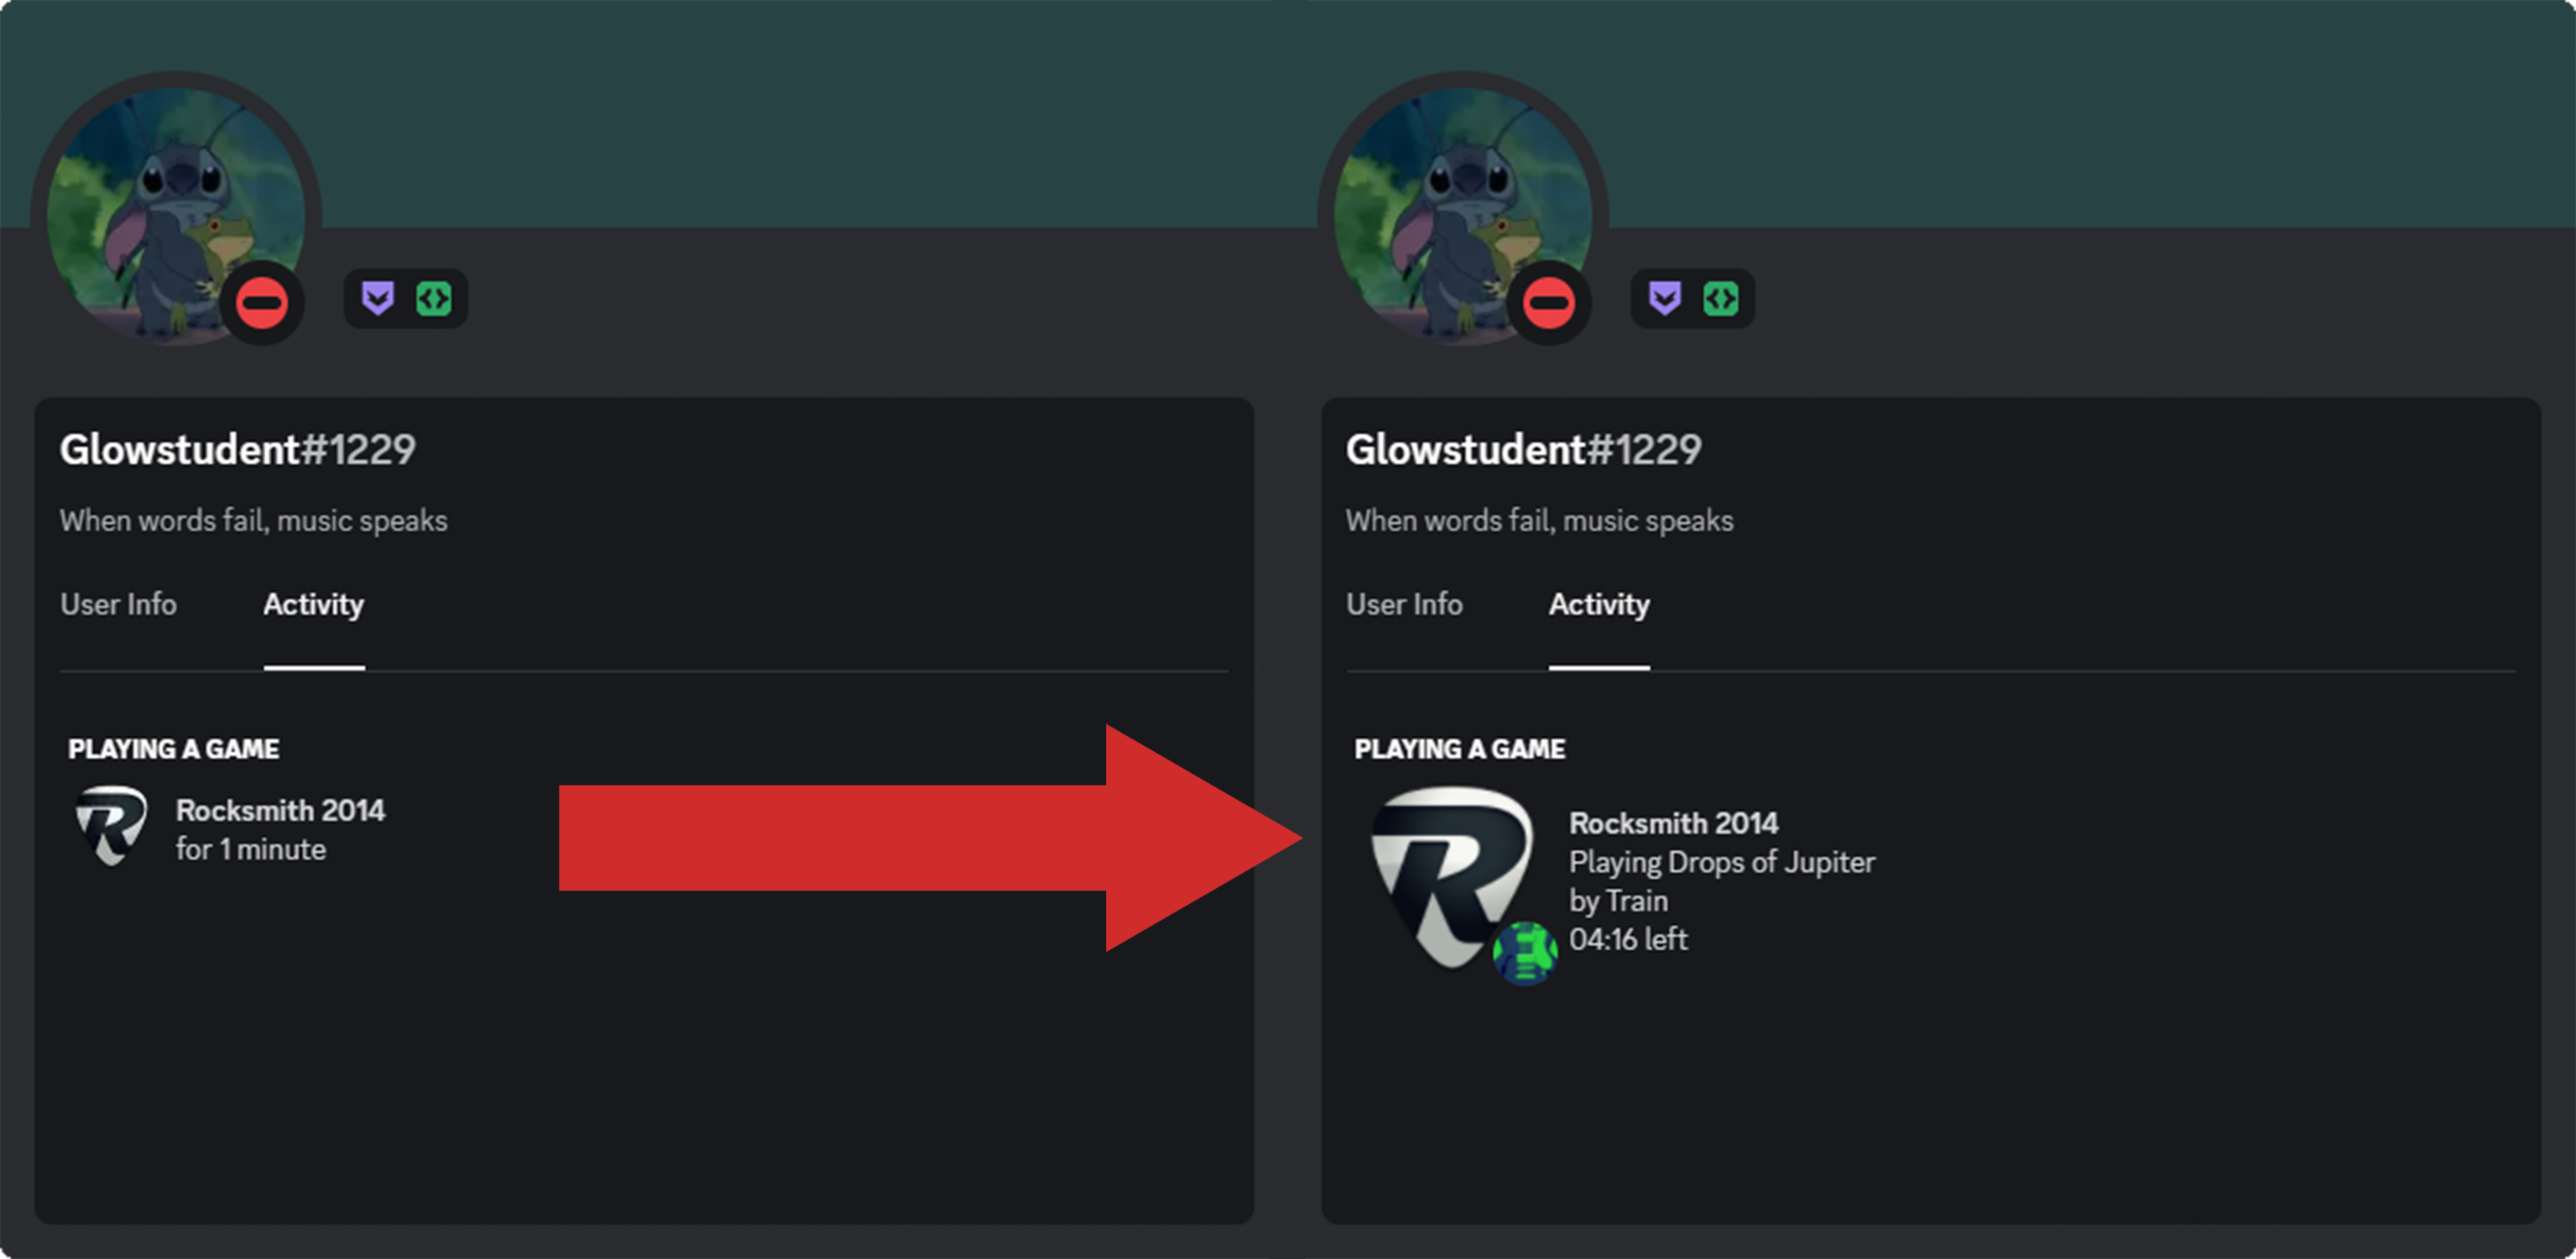 Glowstudent#1229
When words fail, music speaks
User Info Activity
PLAYING A GAME
Rocksmith 2014
for 1 minute
Glowstudent#1229
When words fail, music speaks
User Info Activity
PLAYING A GAME
Rocksmith 2014
Playing Drops of Jupiter
by Train
04:16 left